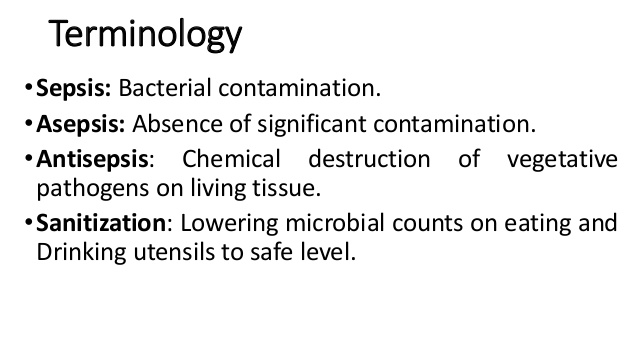 Terminology
•Sepsis: Bacterial contamination.
•Asepsis: Absence of significant contamination.
•Antisepsis: Chemical destruction of vegetative
pathogens on living tissue.
•Sanitization: Lowering microbial counts on eating and
Drinking utensils to safe level.